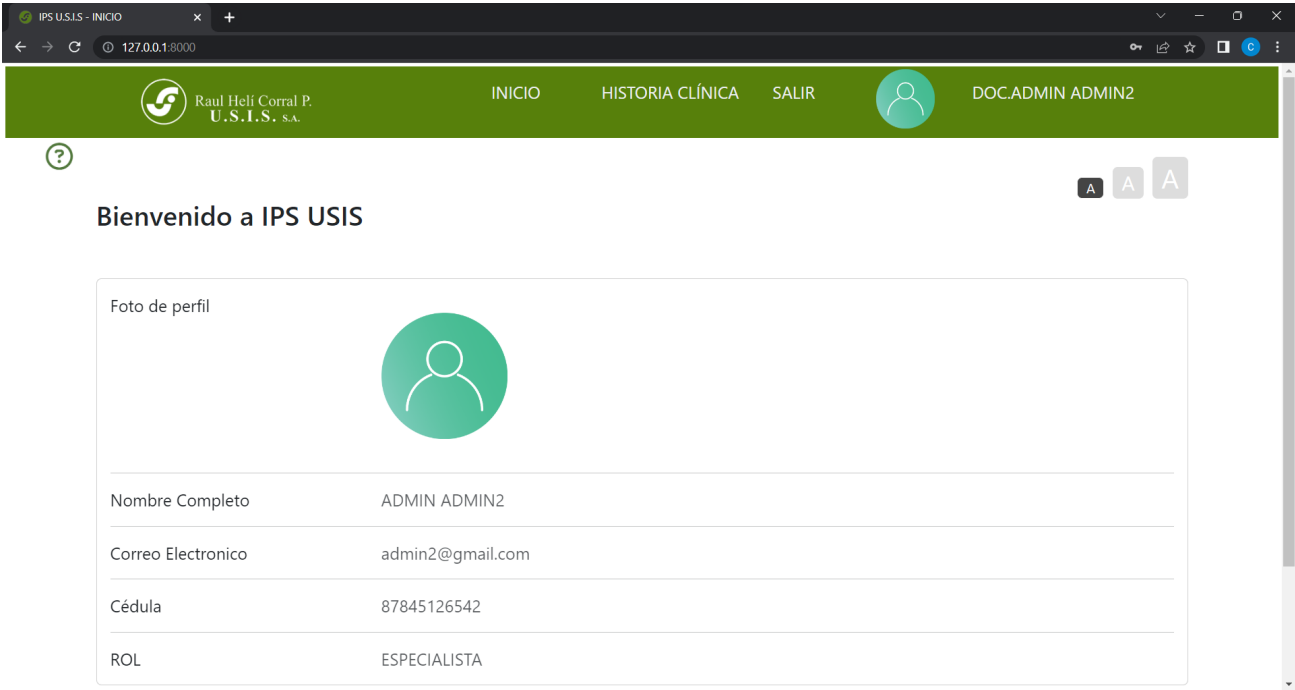 IPS U.S.I.S - INICIO
127.0.0.1:8000
C
Raul Helí Corral P.
U.S.I.S. S.A.
INICIO HISTORIA CLÍNICA SALIR DOC.ADMIN ADMIN2
?
A A A
Bienvenido a IPS USIS
Foto de perfil
Nombre Completo ADMIN ADMIN2
Correo Electronico admin2@gmail.com
Cédula 87845126542
ROL ESPECIALISTA